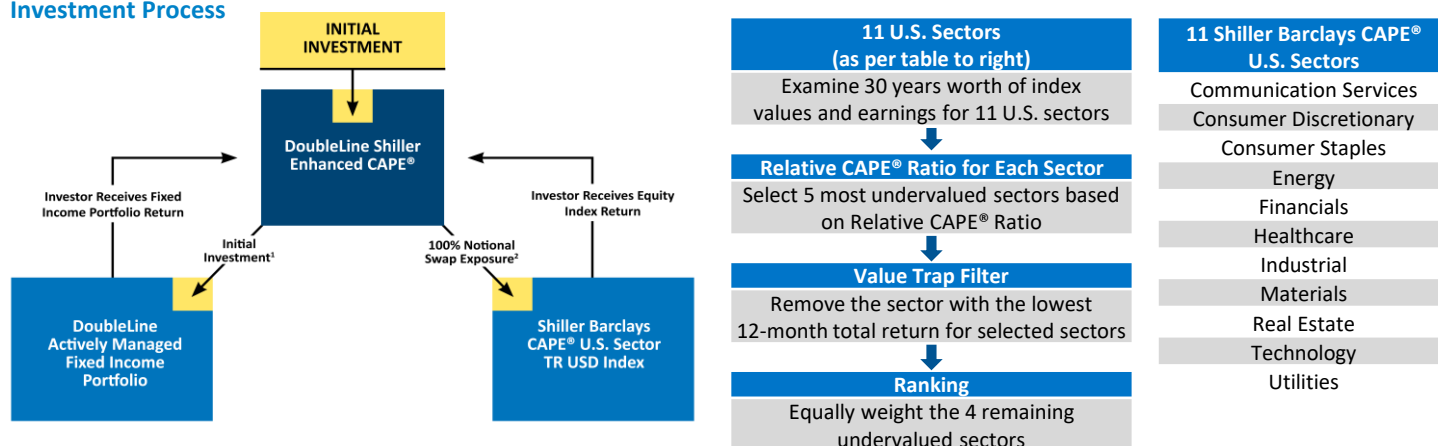 Investment Process
INITIAL
INVESTMENT
DoubleLine Shiller
Enhanced CAPE®
Investor Receives Fixed
Income Portfolio Return
Investor Receives Equity
Index Return
Initial
Investment¹
100% Notional
Swap Exposure²
DoubleLine
Actively Managed
Fixed Income
Portfolio
Shiller Barclays
CAPE® U.S. Sector
TR USD Index
11 U.S. Sectors
(as per table to right)
Examine 30 years worth of index
values and earnings for 11 U.S. sectors
Relative CAPE® Ratio for Each Sector
Select 5 most undervalued sectors based
on Relative CAPE® Ratio
Value Trap Filter
Remove the sector with the lowest
12-month total return for selected sectors
Ranking
Equally weight the 4 remaining
undervalued sectors
11 Shiller Barclays CAPE®
U.S. Sectors
Communication Services
Consumer Discretionary
Consumer Staples
Energy
Financials
Healthcare
Industrial
Materials
Real Estate
Technology
Utilities